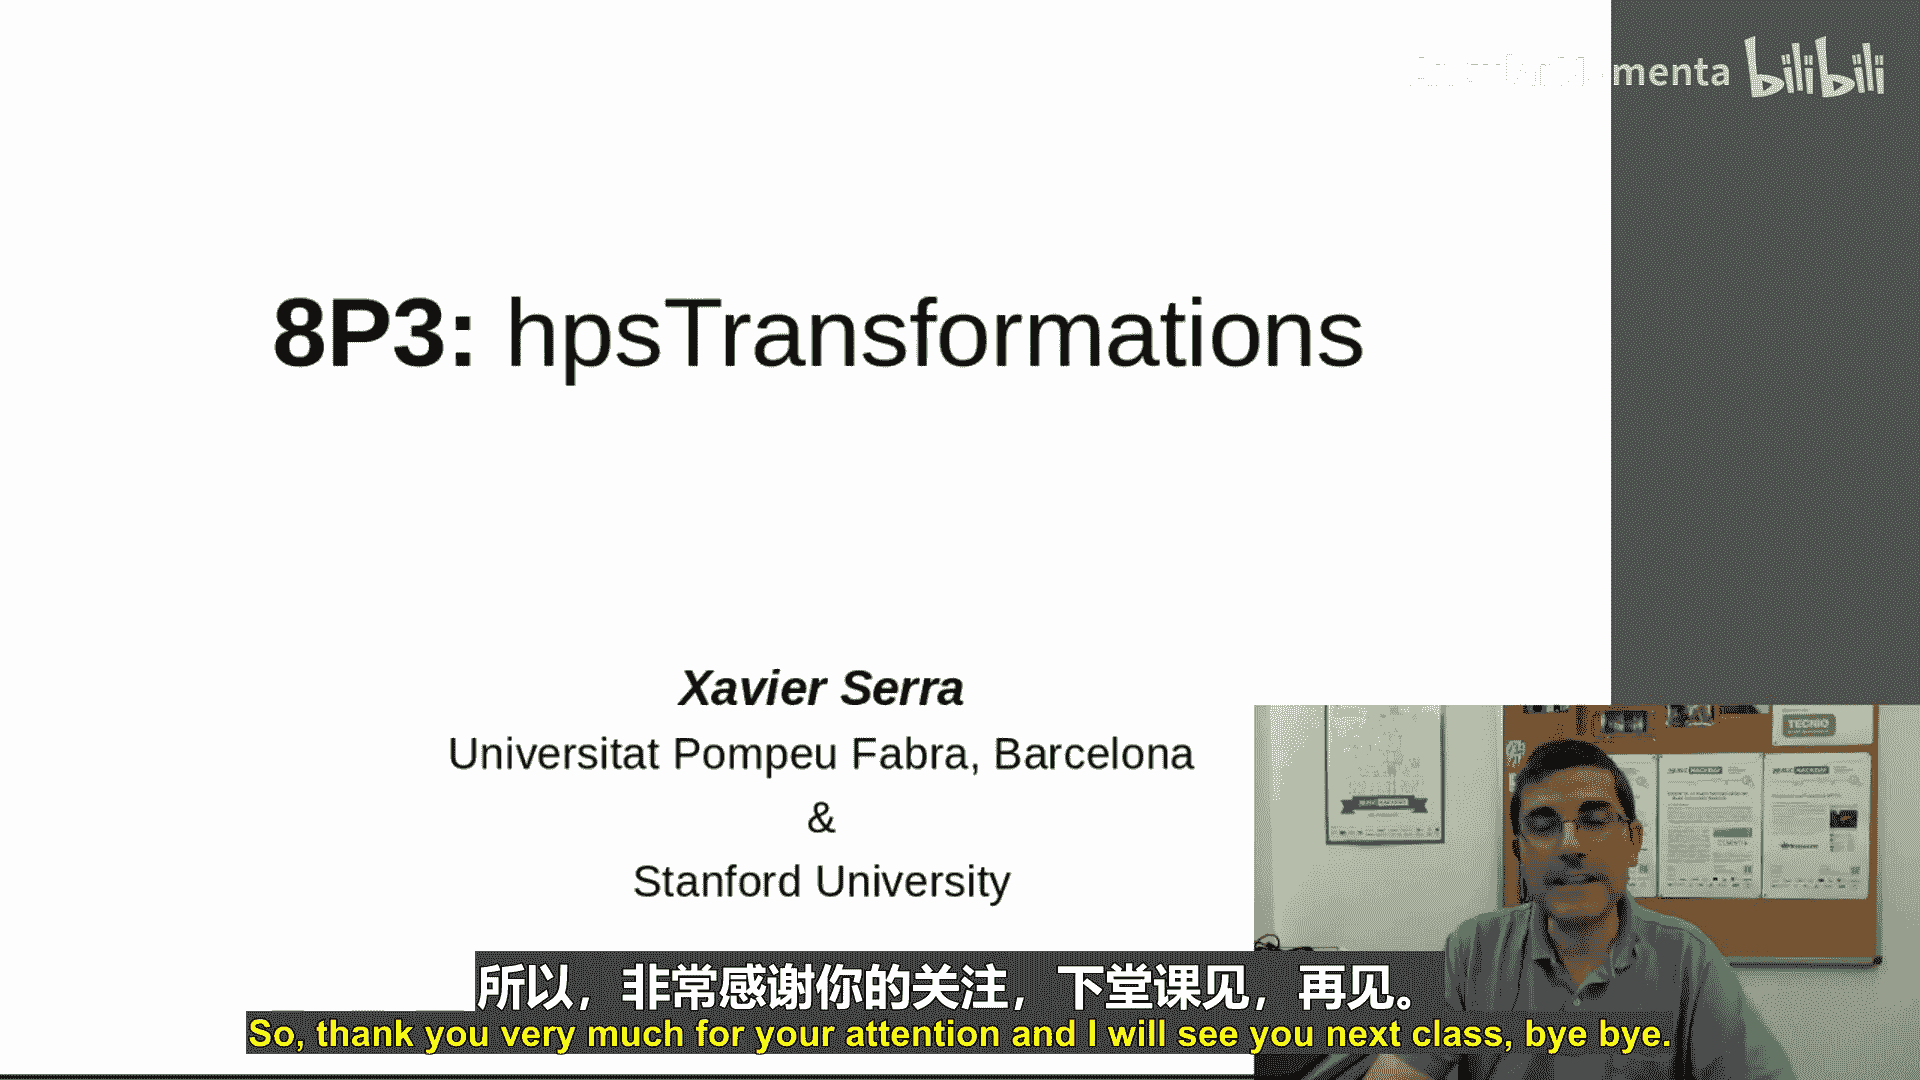 menta bilibili
8P3: hpsTransformations
Xavier Serra
Universitat Pompeu Fabra, Barcelona
&
Stanford University
TECNIO
所以，非常感谢你的关注，下堂课见，再见。
So, thank you very much for your attention and I will see you next class, bye bye.